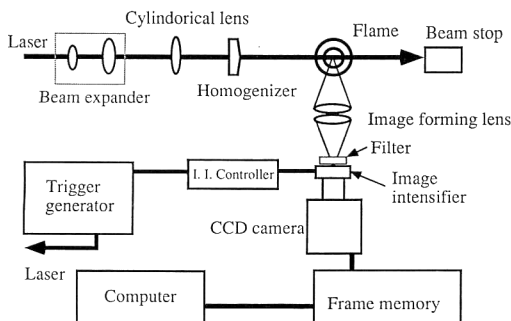 Cylindorical lens
Laser
Flame
Beam stop
Beam expander
Homogenizer
Image forming lens
Filter
I. I. Controller
Image
intensifier
Trigger
generator
CCD camera
Laser
Computer
Frame memory